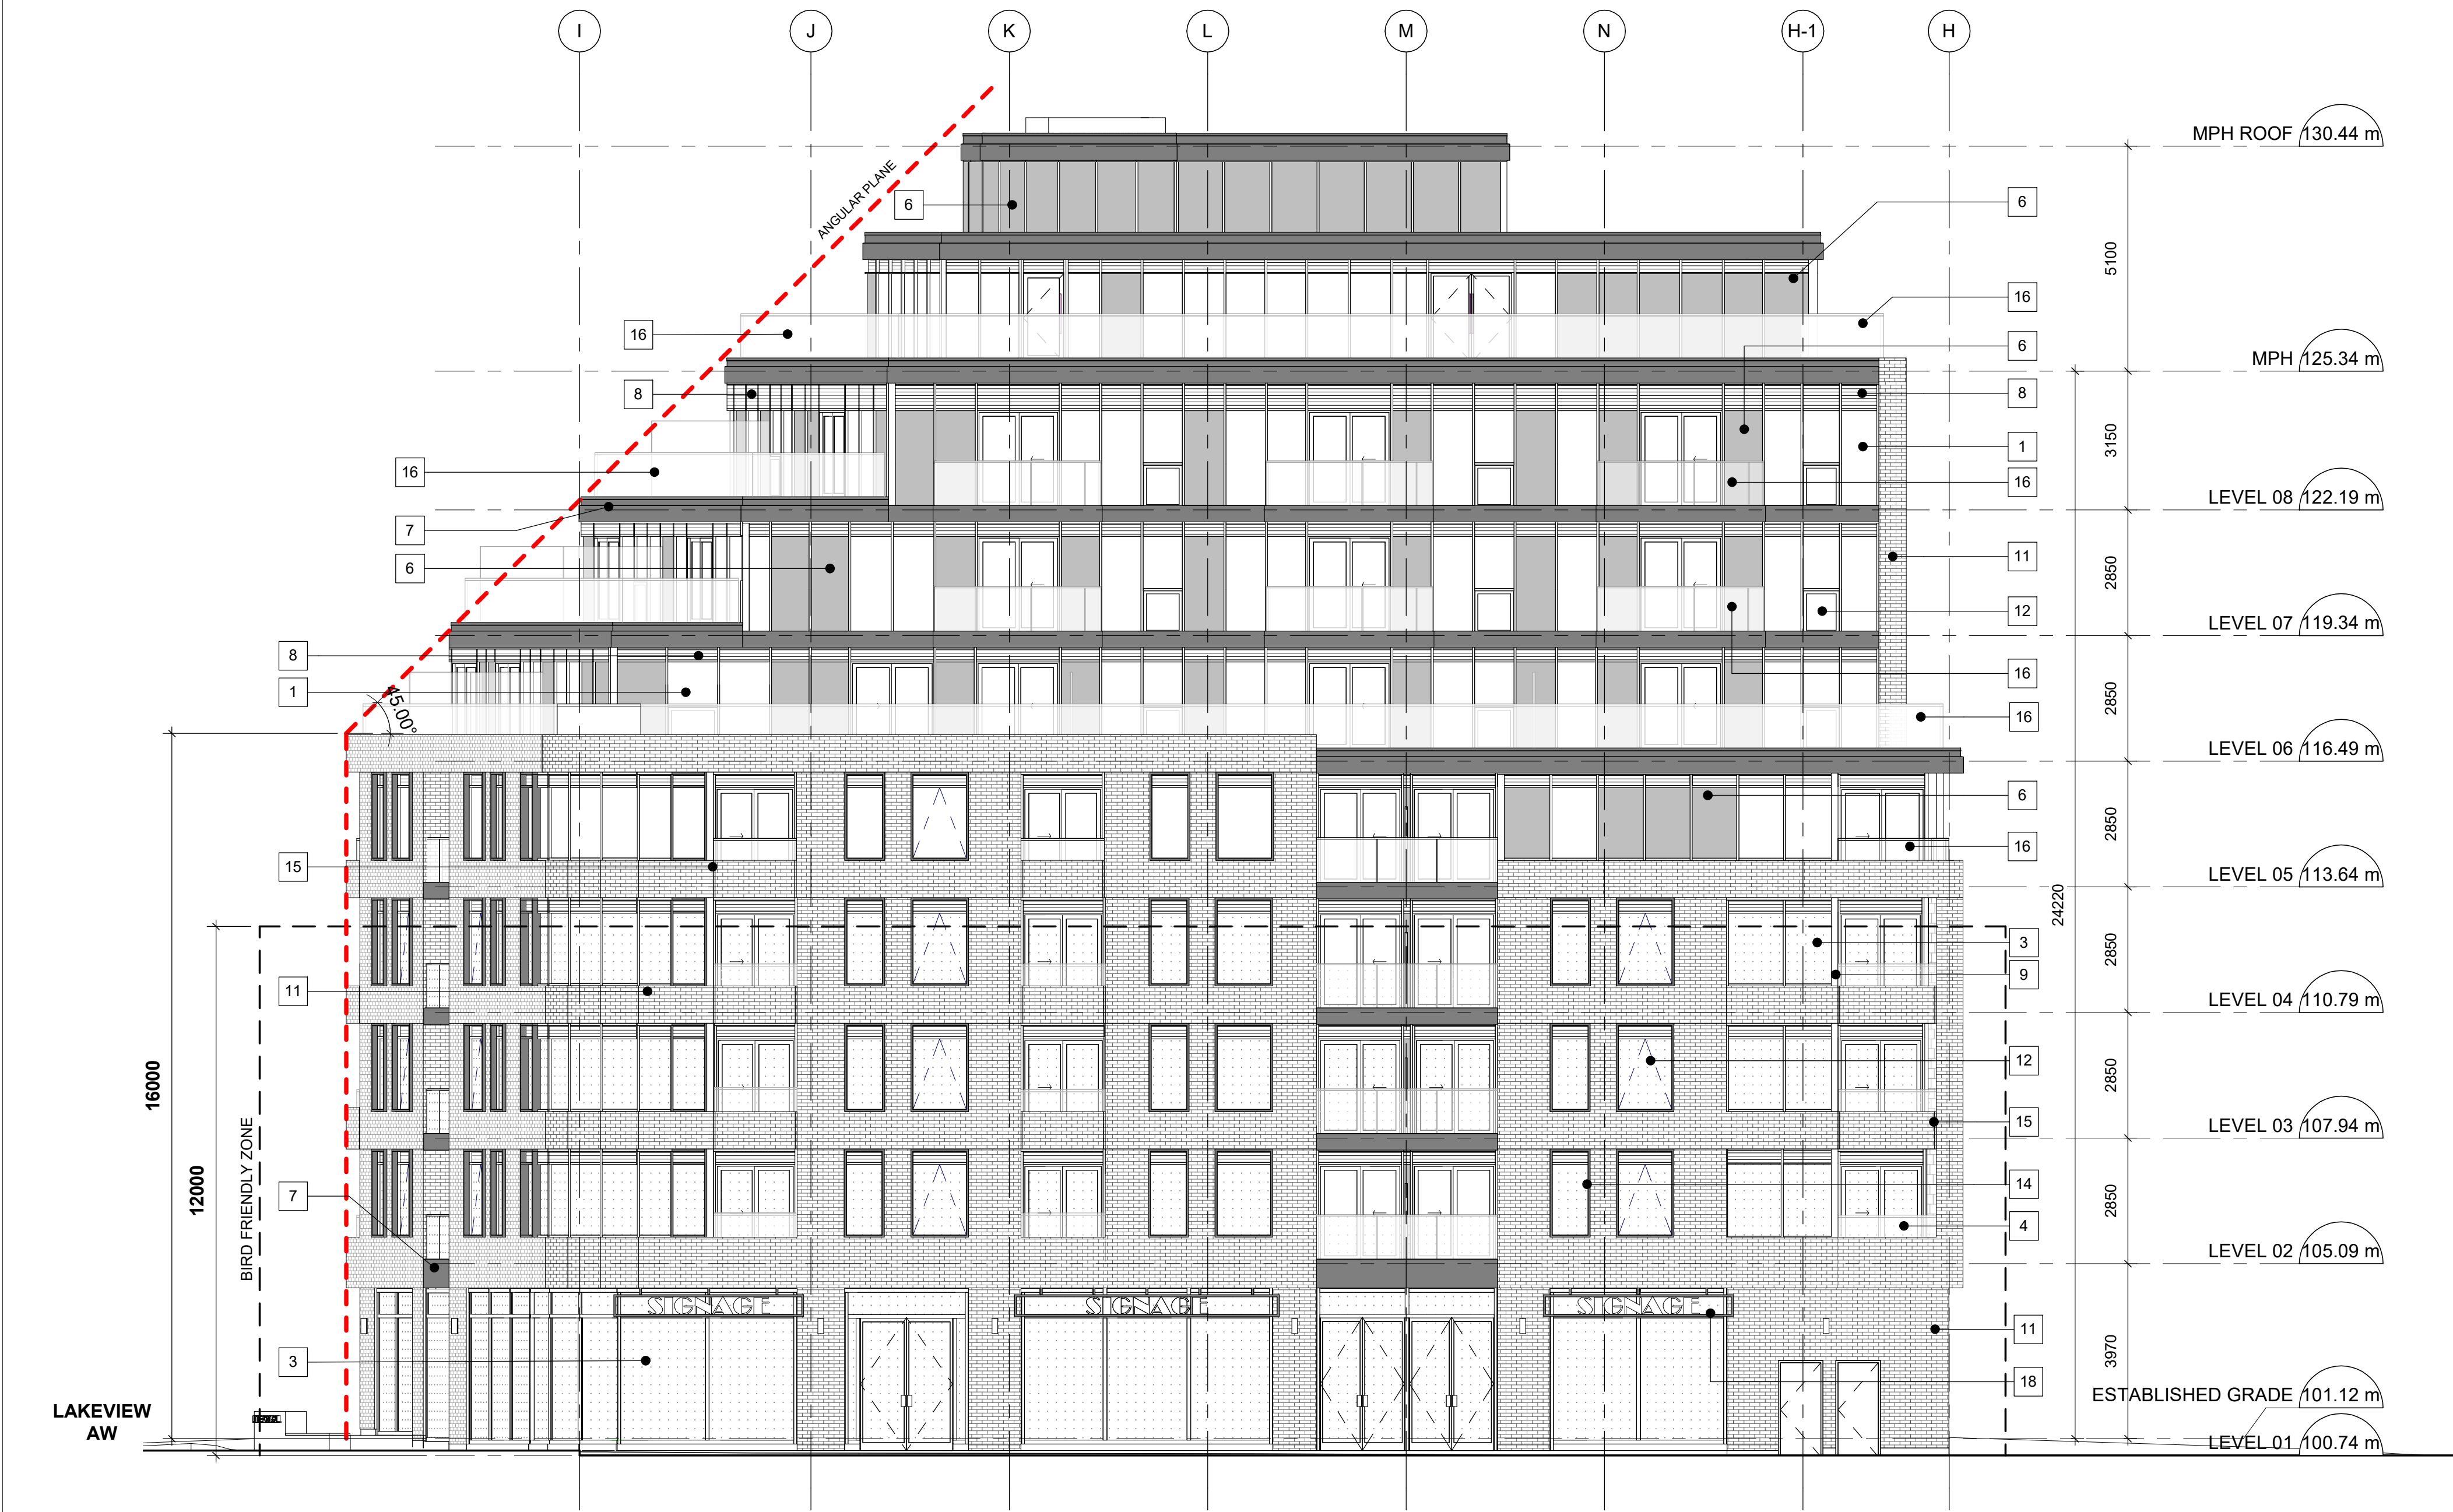 I J K L M N H-1 H
MPH ROOF 130.44 m
ANGULAR PLANE
6
6
5100
16
16
6
MPH 125.34 m
8
8
1
3150
16
16
LEVEL 08 122.19 m
7
11
6
2850
12
LEVEL 07 119.34 m
8
16
1
2850
45.00°
16
LEVEL 06 116.49 m
6
2850
16
15
LEVEL 05 113.64 m
24220
3
2850
9
11
LEVEL 04 110.79 m
16000
12
2850
15
LEVEL 03 107.94 m
BIRD FRIENDLY ZONE
12000
7
14
2850
4
LEVEL 02 105.09 m
SIGNAGE SIGNAGE SIGNAGE
11
3970
3
18
ESTABLISHED GRADE 101.12 m
LAKEVIEW
AW
LEVEL 01 100.74 m